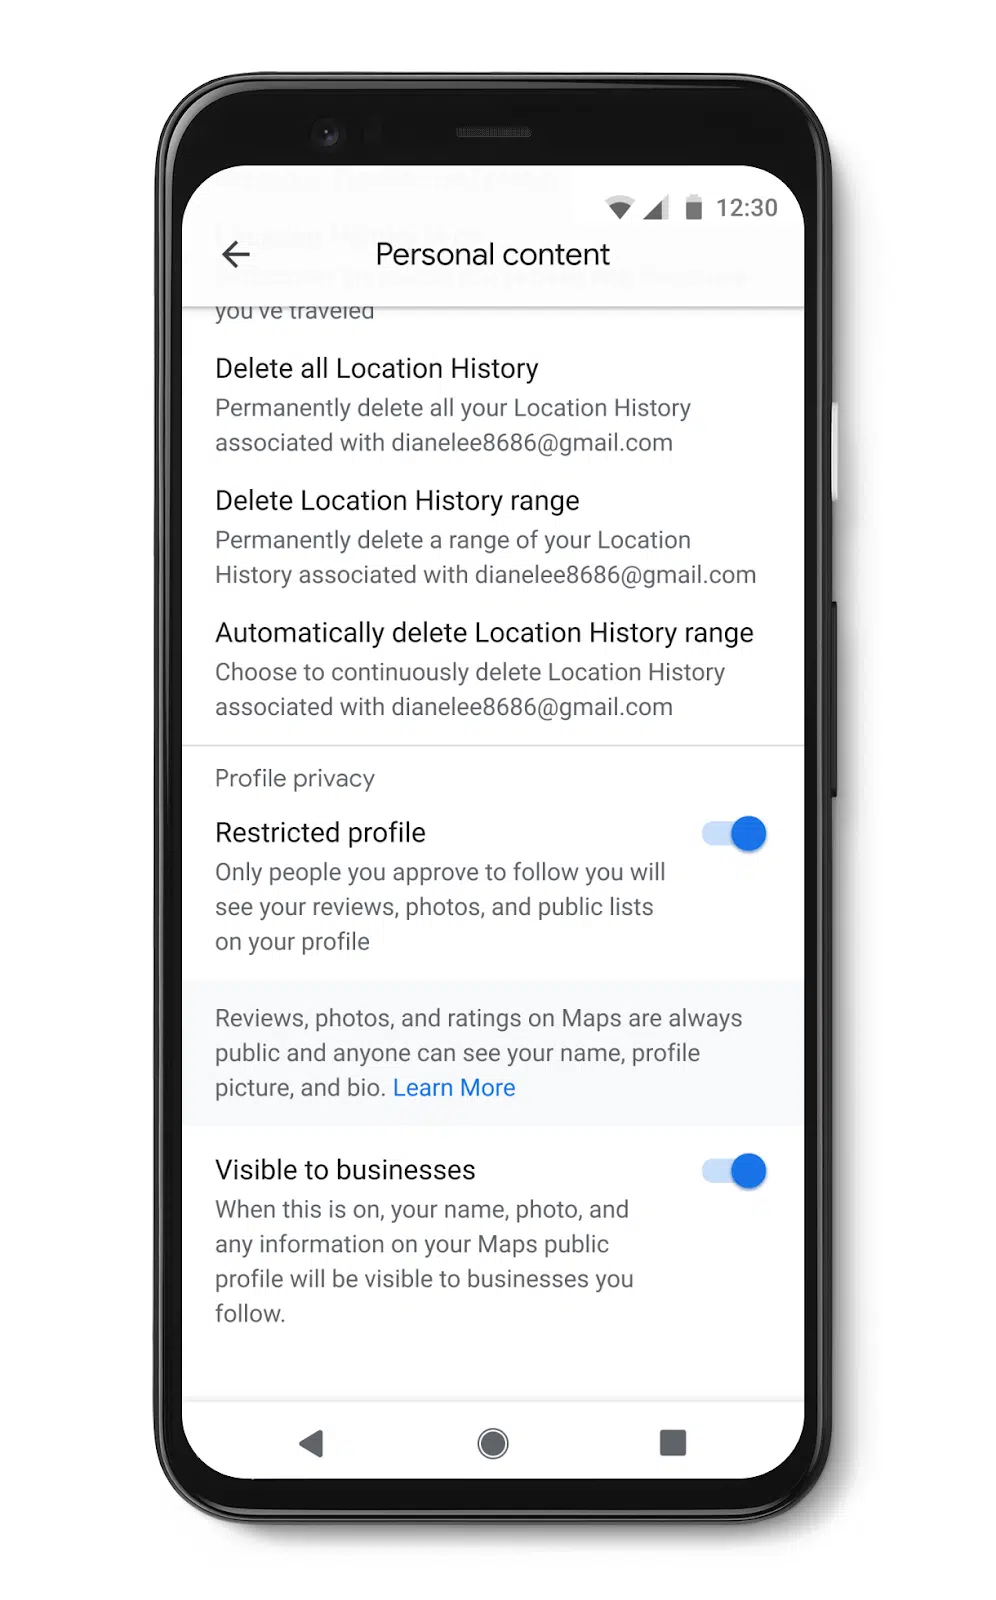 12:30
Personal content
you've traveled
Delete all Location History
Permanently delete all your Location History
associated with dianelee8686@gmail.com
Delete Location History range
Permanently delete a range of your Location
History associated with dianelee8686@gmail.com
Automatically delete Location History range
Choose to continuously delete Location History
associated with dianelee8686@gmail.com
Profile privacy
Restricted profile
Only people you approve to follow you will
see your reviews, photos, and public lists
on your profile
Reviews, photos, and ratings on Maps are always
public and anyone can see your name, profile
picture, and bio. Learn More
Visible to businesses
When this is on, your name, photo, and
any information on your Maps public
profile will be visible to businesses you
follow.